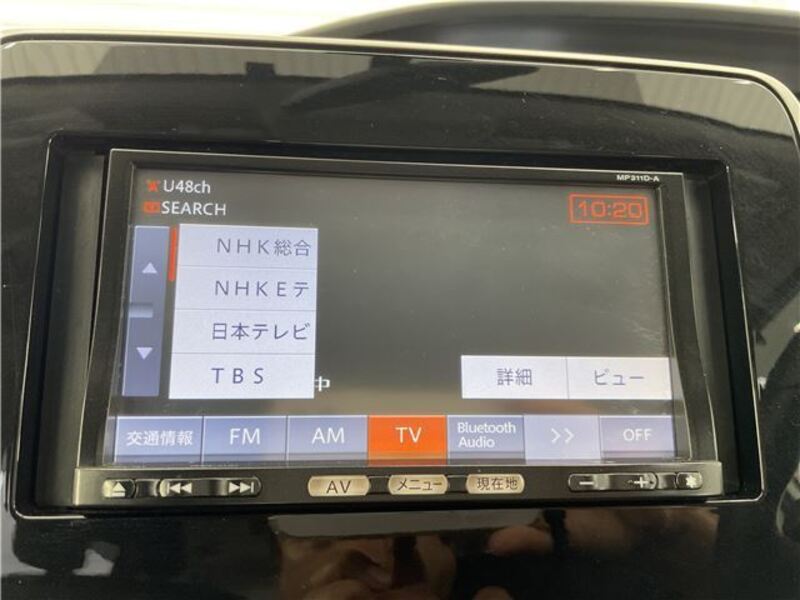 MP311D-A
U48ch
SEARCH
10:20
NHK総合
NHKEテ
日本テレビ
TBS
中
詳細
ビュー
交通情報
FM
AM
TV
Bluetooth
Audio
>>
OFF
AV
メニュー
現在地